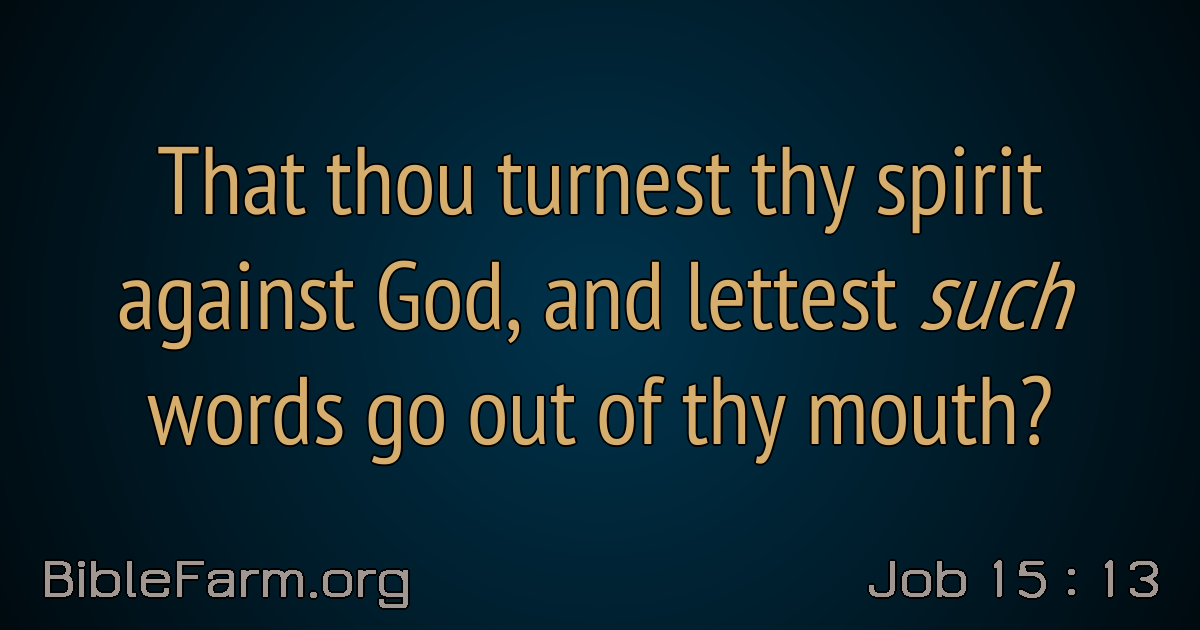 That thou turnest thy spirit
against God, and lettest such
words go out of thy mouth?
BibleFarm.org
Job 15 : 13